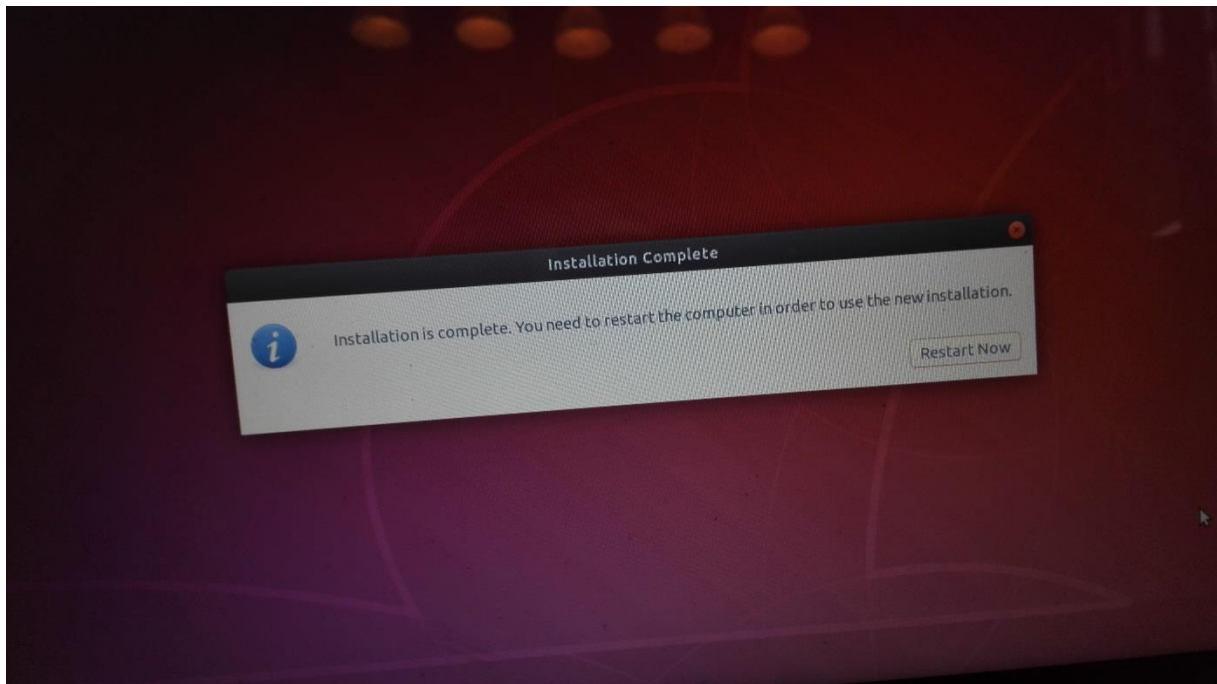 Installation Complete
Installation is complete. You need to restart the computer in order to use the new installation.
Restart Now